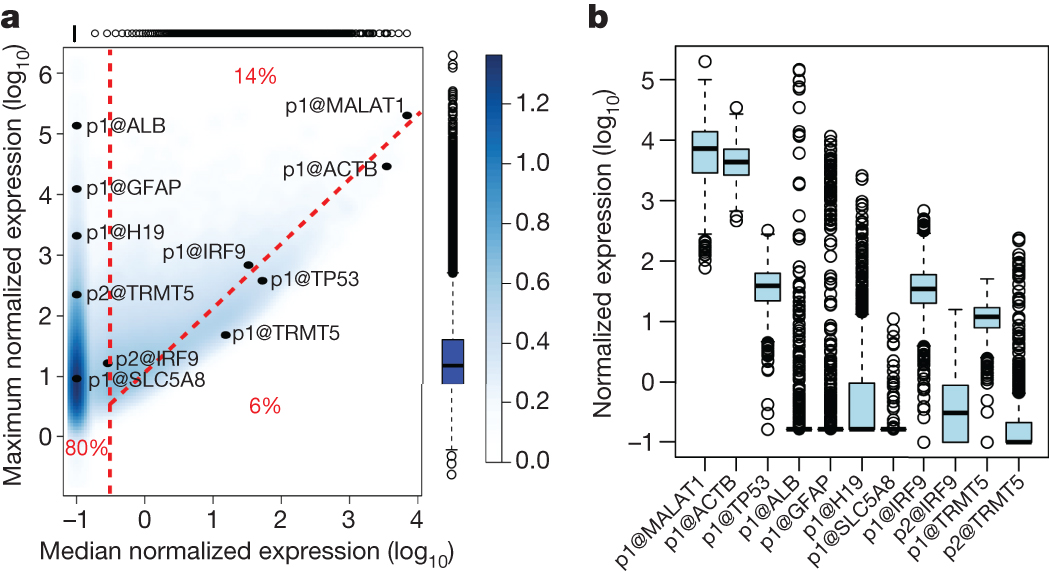 a
Maximum normalized expression (log10)
6
5
4
3
2
1
0
14%
p1@MALAT1
p1@ALB
p1@ACTB
p1@GFAP
p1@H19
p1@IRF9
p1@TP53
p2@TRMT5
p1@TRMT5
p2@IRF9
p1@SLC5A8
6%
80%
–1 0 1 2 3 4
Median normalized expression (log10)
1.2
1.0
0.8
0.6
0.4
0.2
0.0
b
Normalized expression (log10)
5
4
3
2
1
0
–1
p1@MALAT1
p1@ACTB
p1@TP53
p1@ALB
p1@GFAP
p1@H19
p1@SLC5A8
p1@IRF9
p2@IRF9
p1@TRMT5
p2@TRMT5